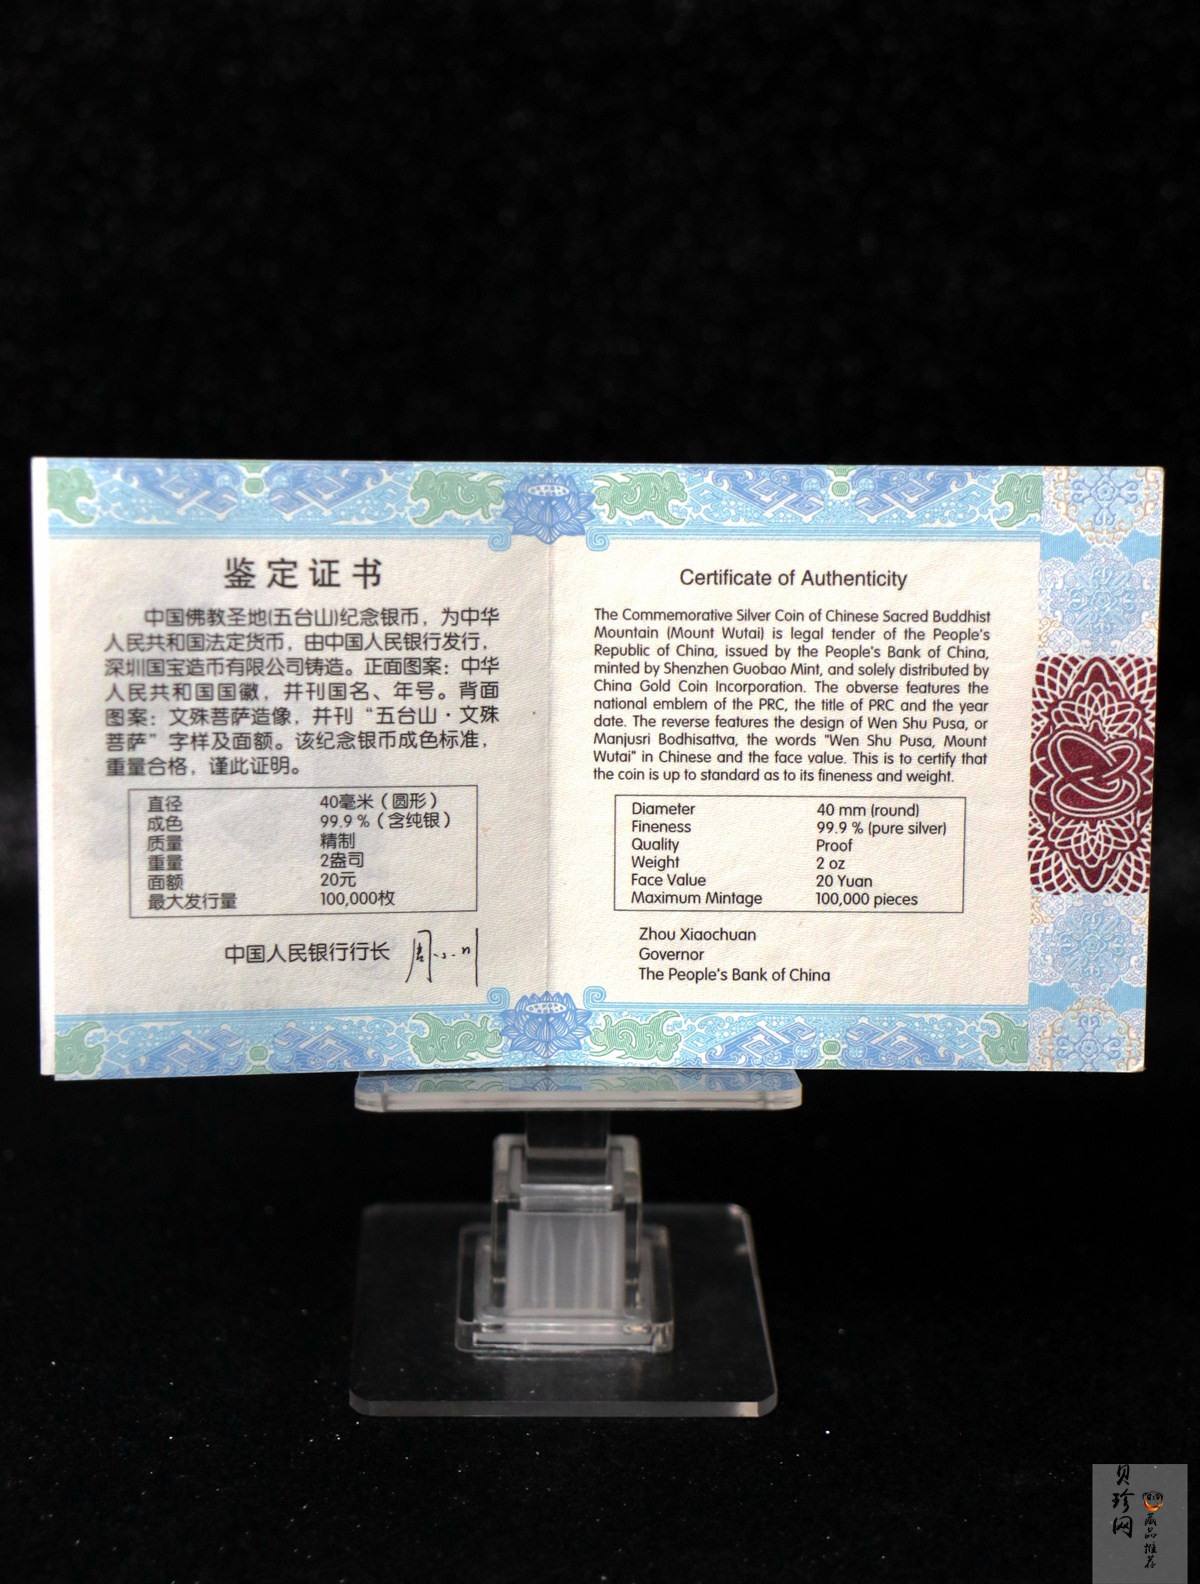 鉴定证书
中国佛教圣地(五台山)纪念银币，为中华
人民共和国法定货币，由中国人民银行发行，
深圳国宝造币有限公司铸造。正面图案：中华
人民共和国国徽，并刊国名、年号。背面
图案：文殊菩萨造像，并刊“五台山·文殊
菩萨”字样及面额。该纪念银币成色标准，
重量合格，谨此证明。
直径 40毫米（圆形）
成色 99.9％（含纯银）
质量 精制
重量 2盎司
面额 20元
最大发行量 100,000枚
中国人民银行行长 周小川
Certificate of Authenticity
The Commemorative Silver Coin of Chinese Sacred Buddhist
Mountain (Mount Wutai) is legal tender of the People's
Republic of China, issued by the People's Bank of China,
minted by Shenzhen Guobao Mint, and solely distributed by
China Gold Coin Incorporation. The obverse features the
national emblem of the PRC, the title of PRC and the year
date. The reverse features the design of Wen Shu Pusa, or
Manjusri Bodhisattva, the words "Wen Shu Pusa, Mount
Wutai" in Chinese and the face value. This is to certify that
the coin is up to standard as to its fineness and weight.
Diameter 40 mm (round)
Fineness 99.9 % (pure silver)
Quality Proof
Weight 2 oz
Face Value 20 Yuan
Maximum Mintage 100,000 pieces
Zhou Xiaochuan
Governor
The People's Bank of China
贝珍网
藏品推荐